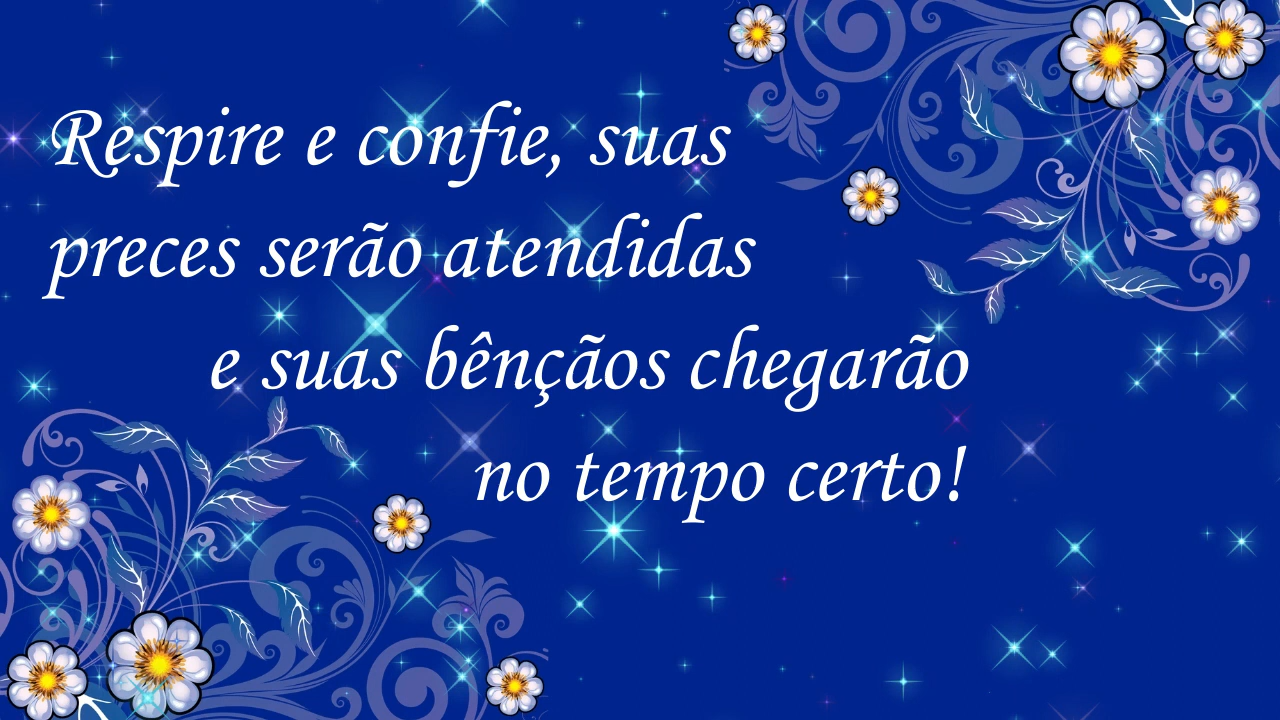 Respire e confie, suas
preces serão atendidas
e suas bênçãos chegarão
no tempo certo!